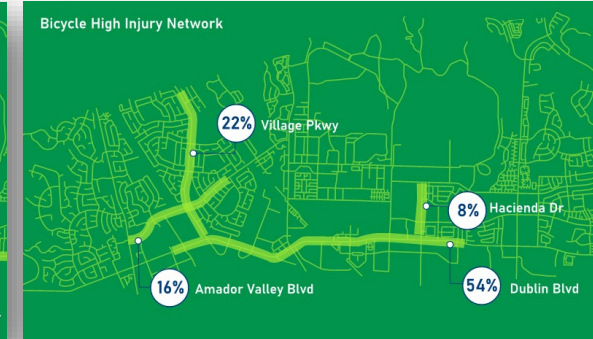 Bicycle High Injury Network
22% Village Pkwy
8% Hacienda Dr
16% Amador Valley Blvd
54% Dublin Blvd